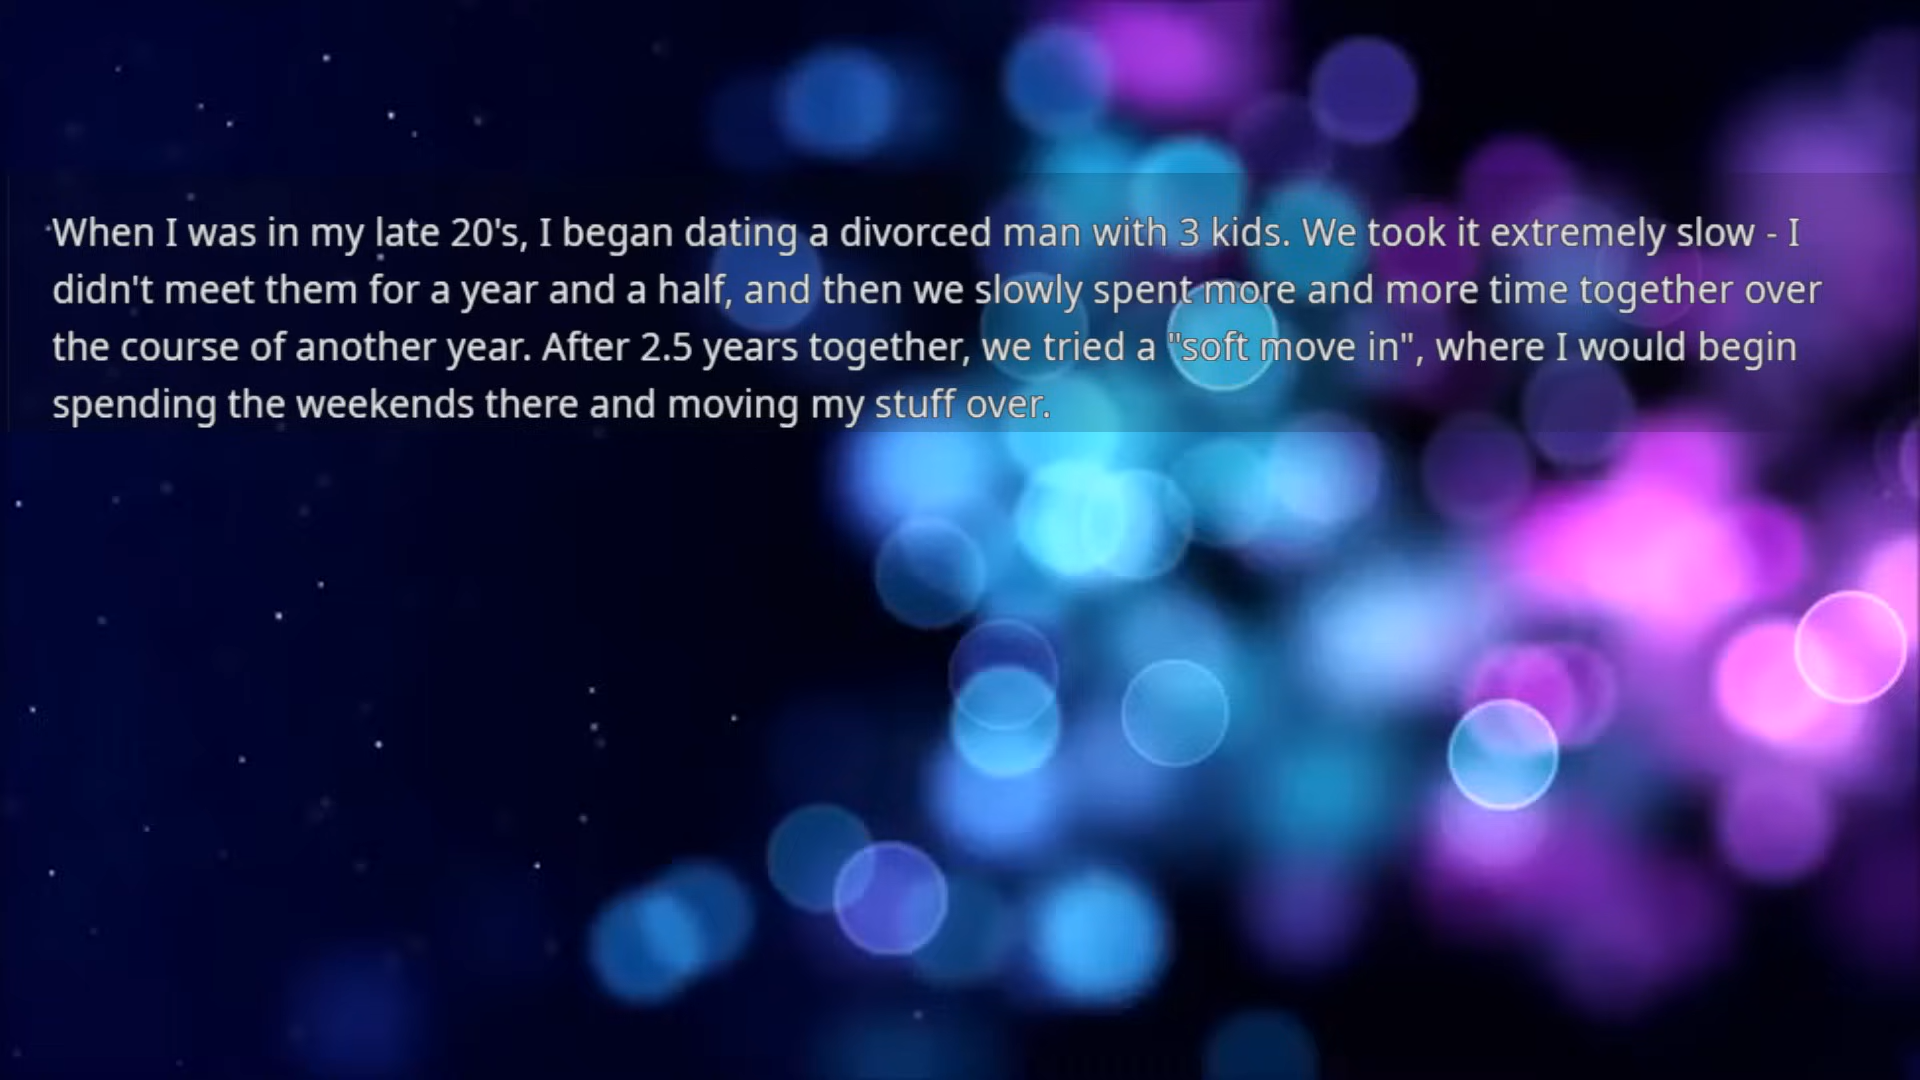 When I was in my late 20's, I began dating a divorced man with 3 kids. We took it extremely slow - I
didn't meet them for a year and a half, and then we slowly spent more and more time together over
the course of another year. After 2.5 years together, we tried a "soft move in", where I would begin
spending the weekends there and moving my stuff over.